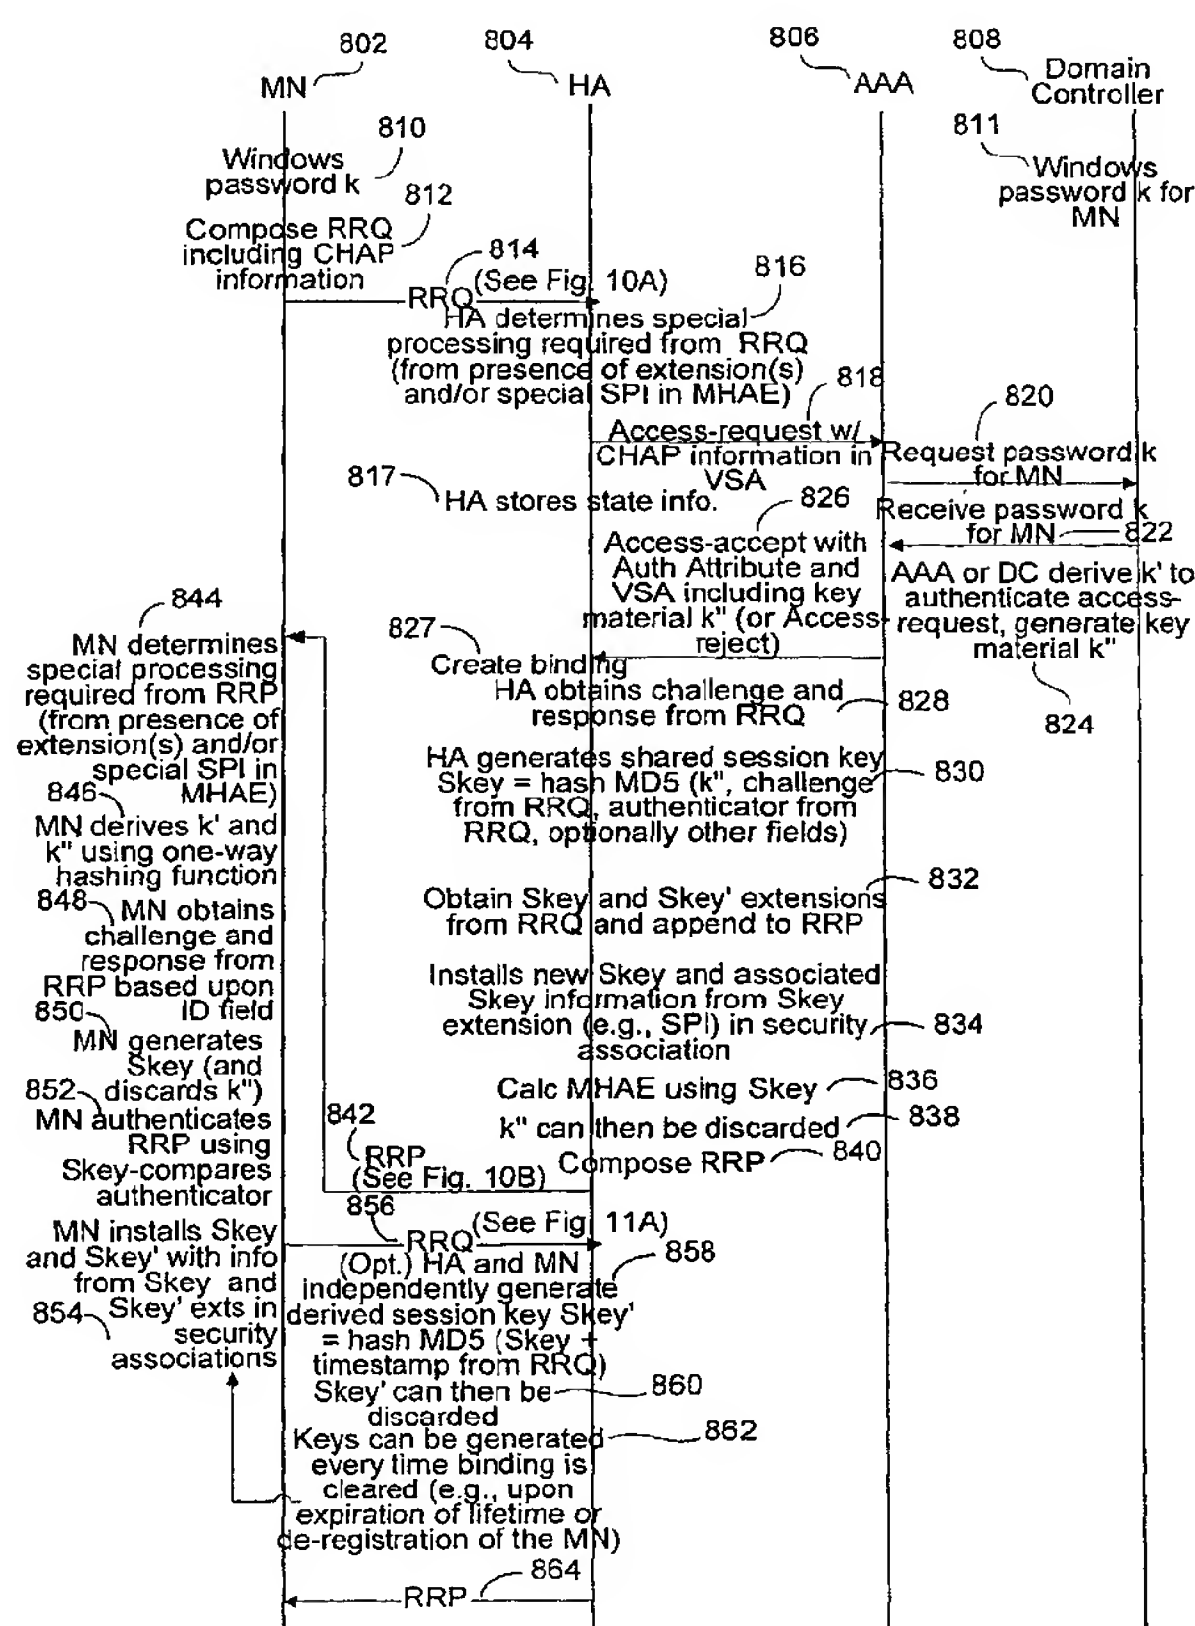 802
804
806
808
MN
HA
AAA
Domain
Controller
810
811
Windows
password k
Windows
password k for
MN
812
Compose RRQ
including CHAP
information
814
RRQ (See Fig. 10A)
816
HA determines special
processing required from RRQ
(from presence of extension(s)
and/or special SPI in MHAE)
818
Access-request w/
CHAP information in
VSA
820
Request password k
for MN
817
HA stores state info.
Receive password k
for MN 822
826
Access-accept with
Auth Attribute and
VSA including key
material k" (or Access-
reject)
AAA or DC derive k' to
authenticate access-
request, generate key
material k"
824
827
Create binding
HA obtains challenge and
response from RRQ 828
HA generates shared session key
Skey = hash MD5 (k", challenge 830
from RRQ, authenticator from
RRQ, optionally other fields)
Obtain Skey and Skey' extensions 832
from RRQ and append to RRP
Installs new Skey and associated
Skey information from Skey
extension (e.g., SPI) in security 834
association
Calc MHAE using Skey 836
k" can then be discarded 838
Compose RRP 840
842
RRP
(See Fig. 10B)
844
MN determines
special processing
required from RRP
(from presence of
extension(s) and/or
special SPI in
MHAE)
846
MN derives k' and
k" using one-way
hashing function
848
MN obtains
challenge and
response from
RRP based upon
ID field
850
MN generates
Skey (and
discards k")
852
MN authenticates
RRP using
Skey-compares
authenticator
MN installs Skey
and Skey' with info
from Skey and
Skey' exts in
security
associations
854
856
RRQ (See Fig. 11A)
(Opt.) HA and MN 858
independently generate
derived session key Skey'
= hash MD5 (Skey +
timestamp from RRQ)
Skey' can then be 860
discarded
Keys can be generated 862
every time binding is
cleared (e.g., upon
expiration of lifetime or
de-registration of the MN)
864
RRP